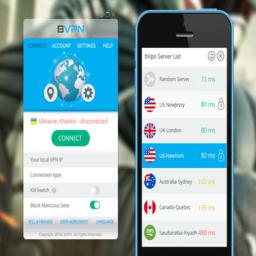 BVPN
CONNECT ACCOUNT SETTINGS HELP
Ukraine, Kharkiv - disconnected
CONNECT
Your local VPN IP
Connection type
Kill Switch
Block Malicious Sites
TELL A FRIEND USER AGREEMENT LANGUAGE
Copyright 2016, bVPN. All rights reserved.
bVpn Server List
Random Server 72 ms
US-NewJessy 80 ms
UK-London 90 ms
US-NewYork 92 ms
Australia-Sydney 102 ms
Canada-Quebec 135 ms
Saudiarabia-Riyadh 480 ms